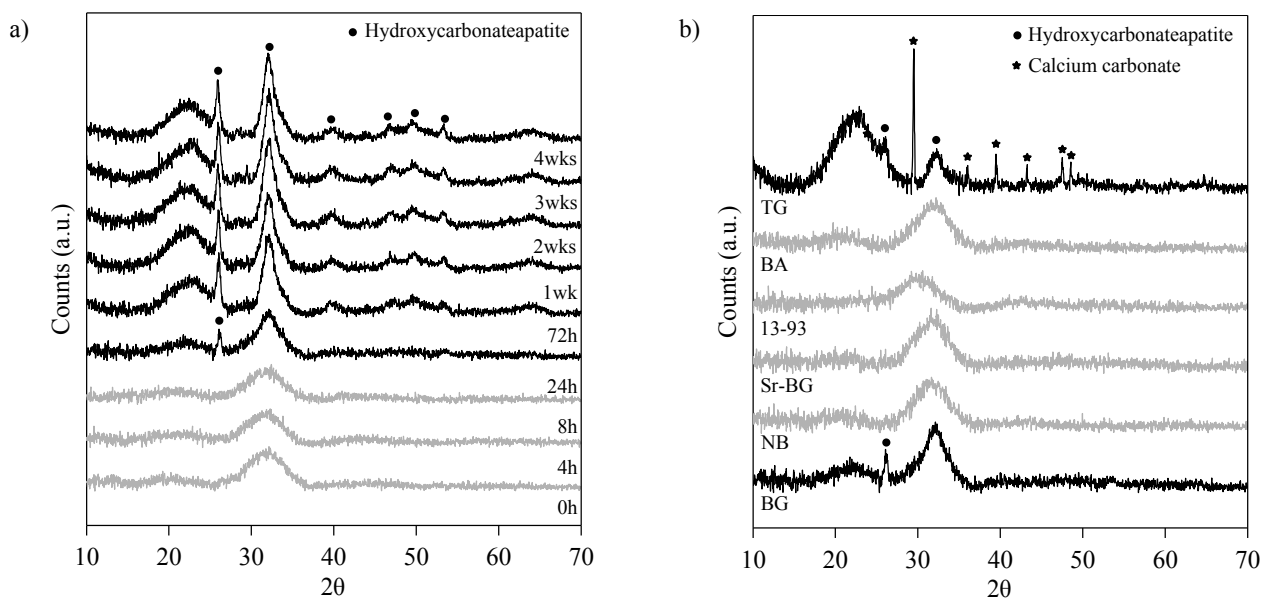 a)
● Hydroxycarbonateapatite
4wks
3wks
2wks
1wk
72h
24h
8h
4h
0h
Counts (a.u.)
10 20 30 40 50 60 70
2θ
b)
● Hydroxycarbonateapatite
★ Calcium carbonate
TG
BA
13-93
Sr-BG
NB
BG
Counts (a.u.)
10 20 30 40 50 60 70
2θ